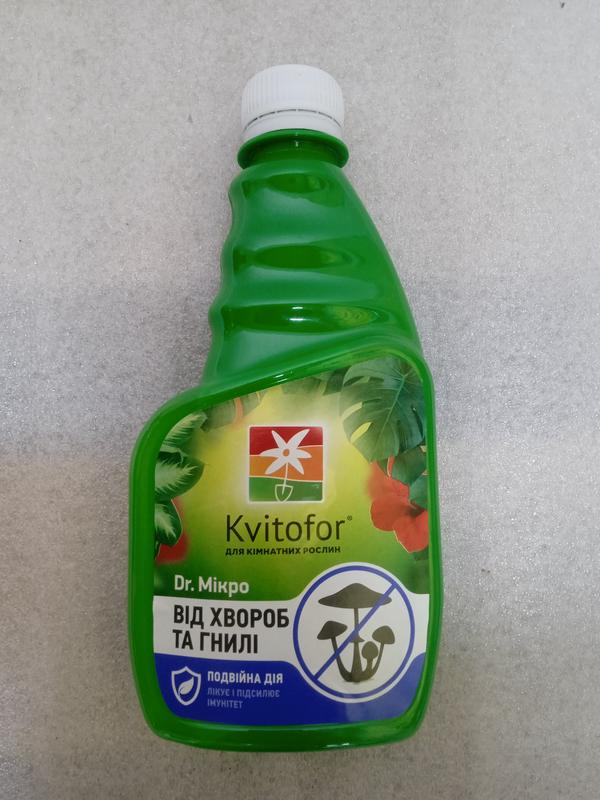 Kvitofor®
ДЛЯ КІМНАТНИХ РОСЛИН
Dr. Мікро
ВІД ХВОРОБ
ТА ГНИЛІ
ПОДВІЙНА ДІЯ
ЛІКУЄ І ПІДСИЛЮЄ
ІМУНІТЕТ